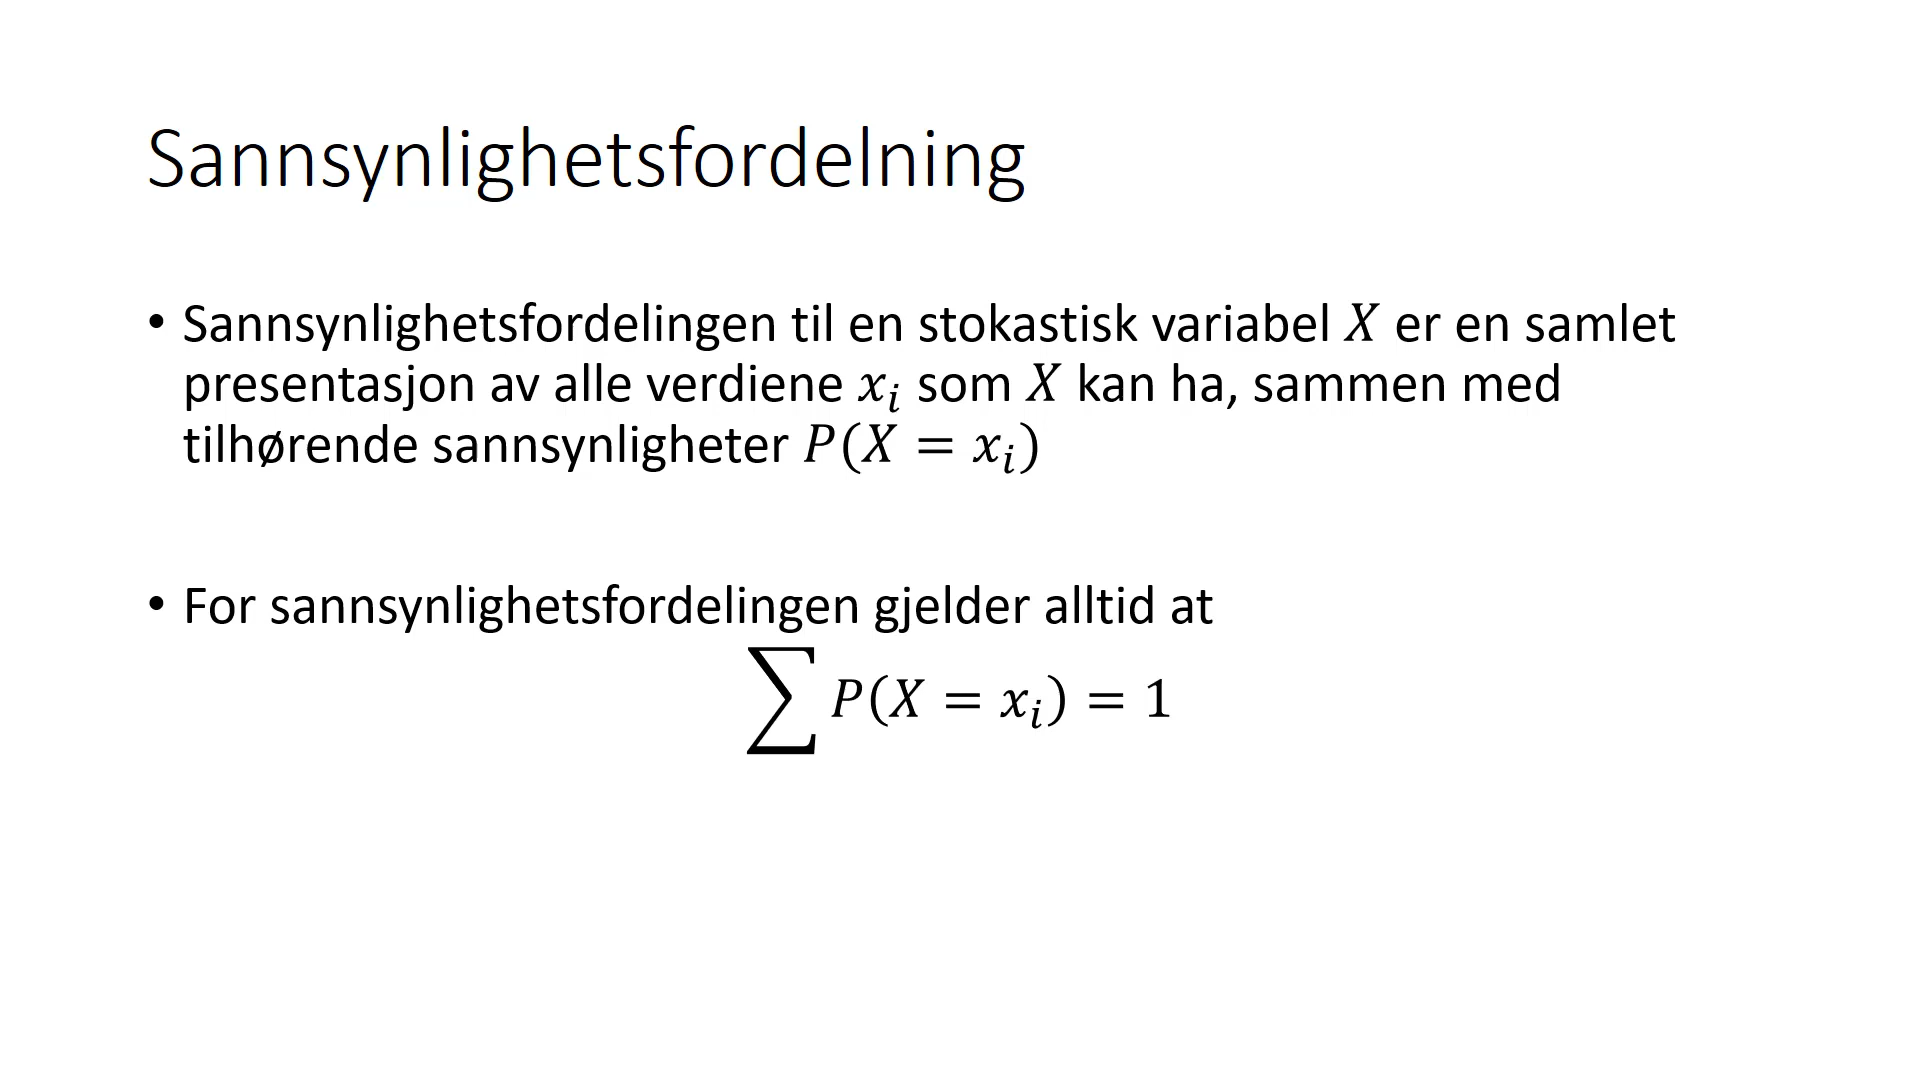 Sannsynlighetsfordelning
• Sannsynlighetsfordelingen til en stokastisk variabel X er en samlet
presentasjon av alle verdiene xᵢ som X kan ha, sammen med
tilhørende sannsynligheter P(X = xᵢ)
• For sannsynlighetsfordelingen gjelder alltid at
∑ P(X = xᵢ) = 1